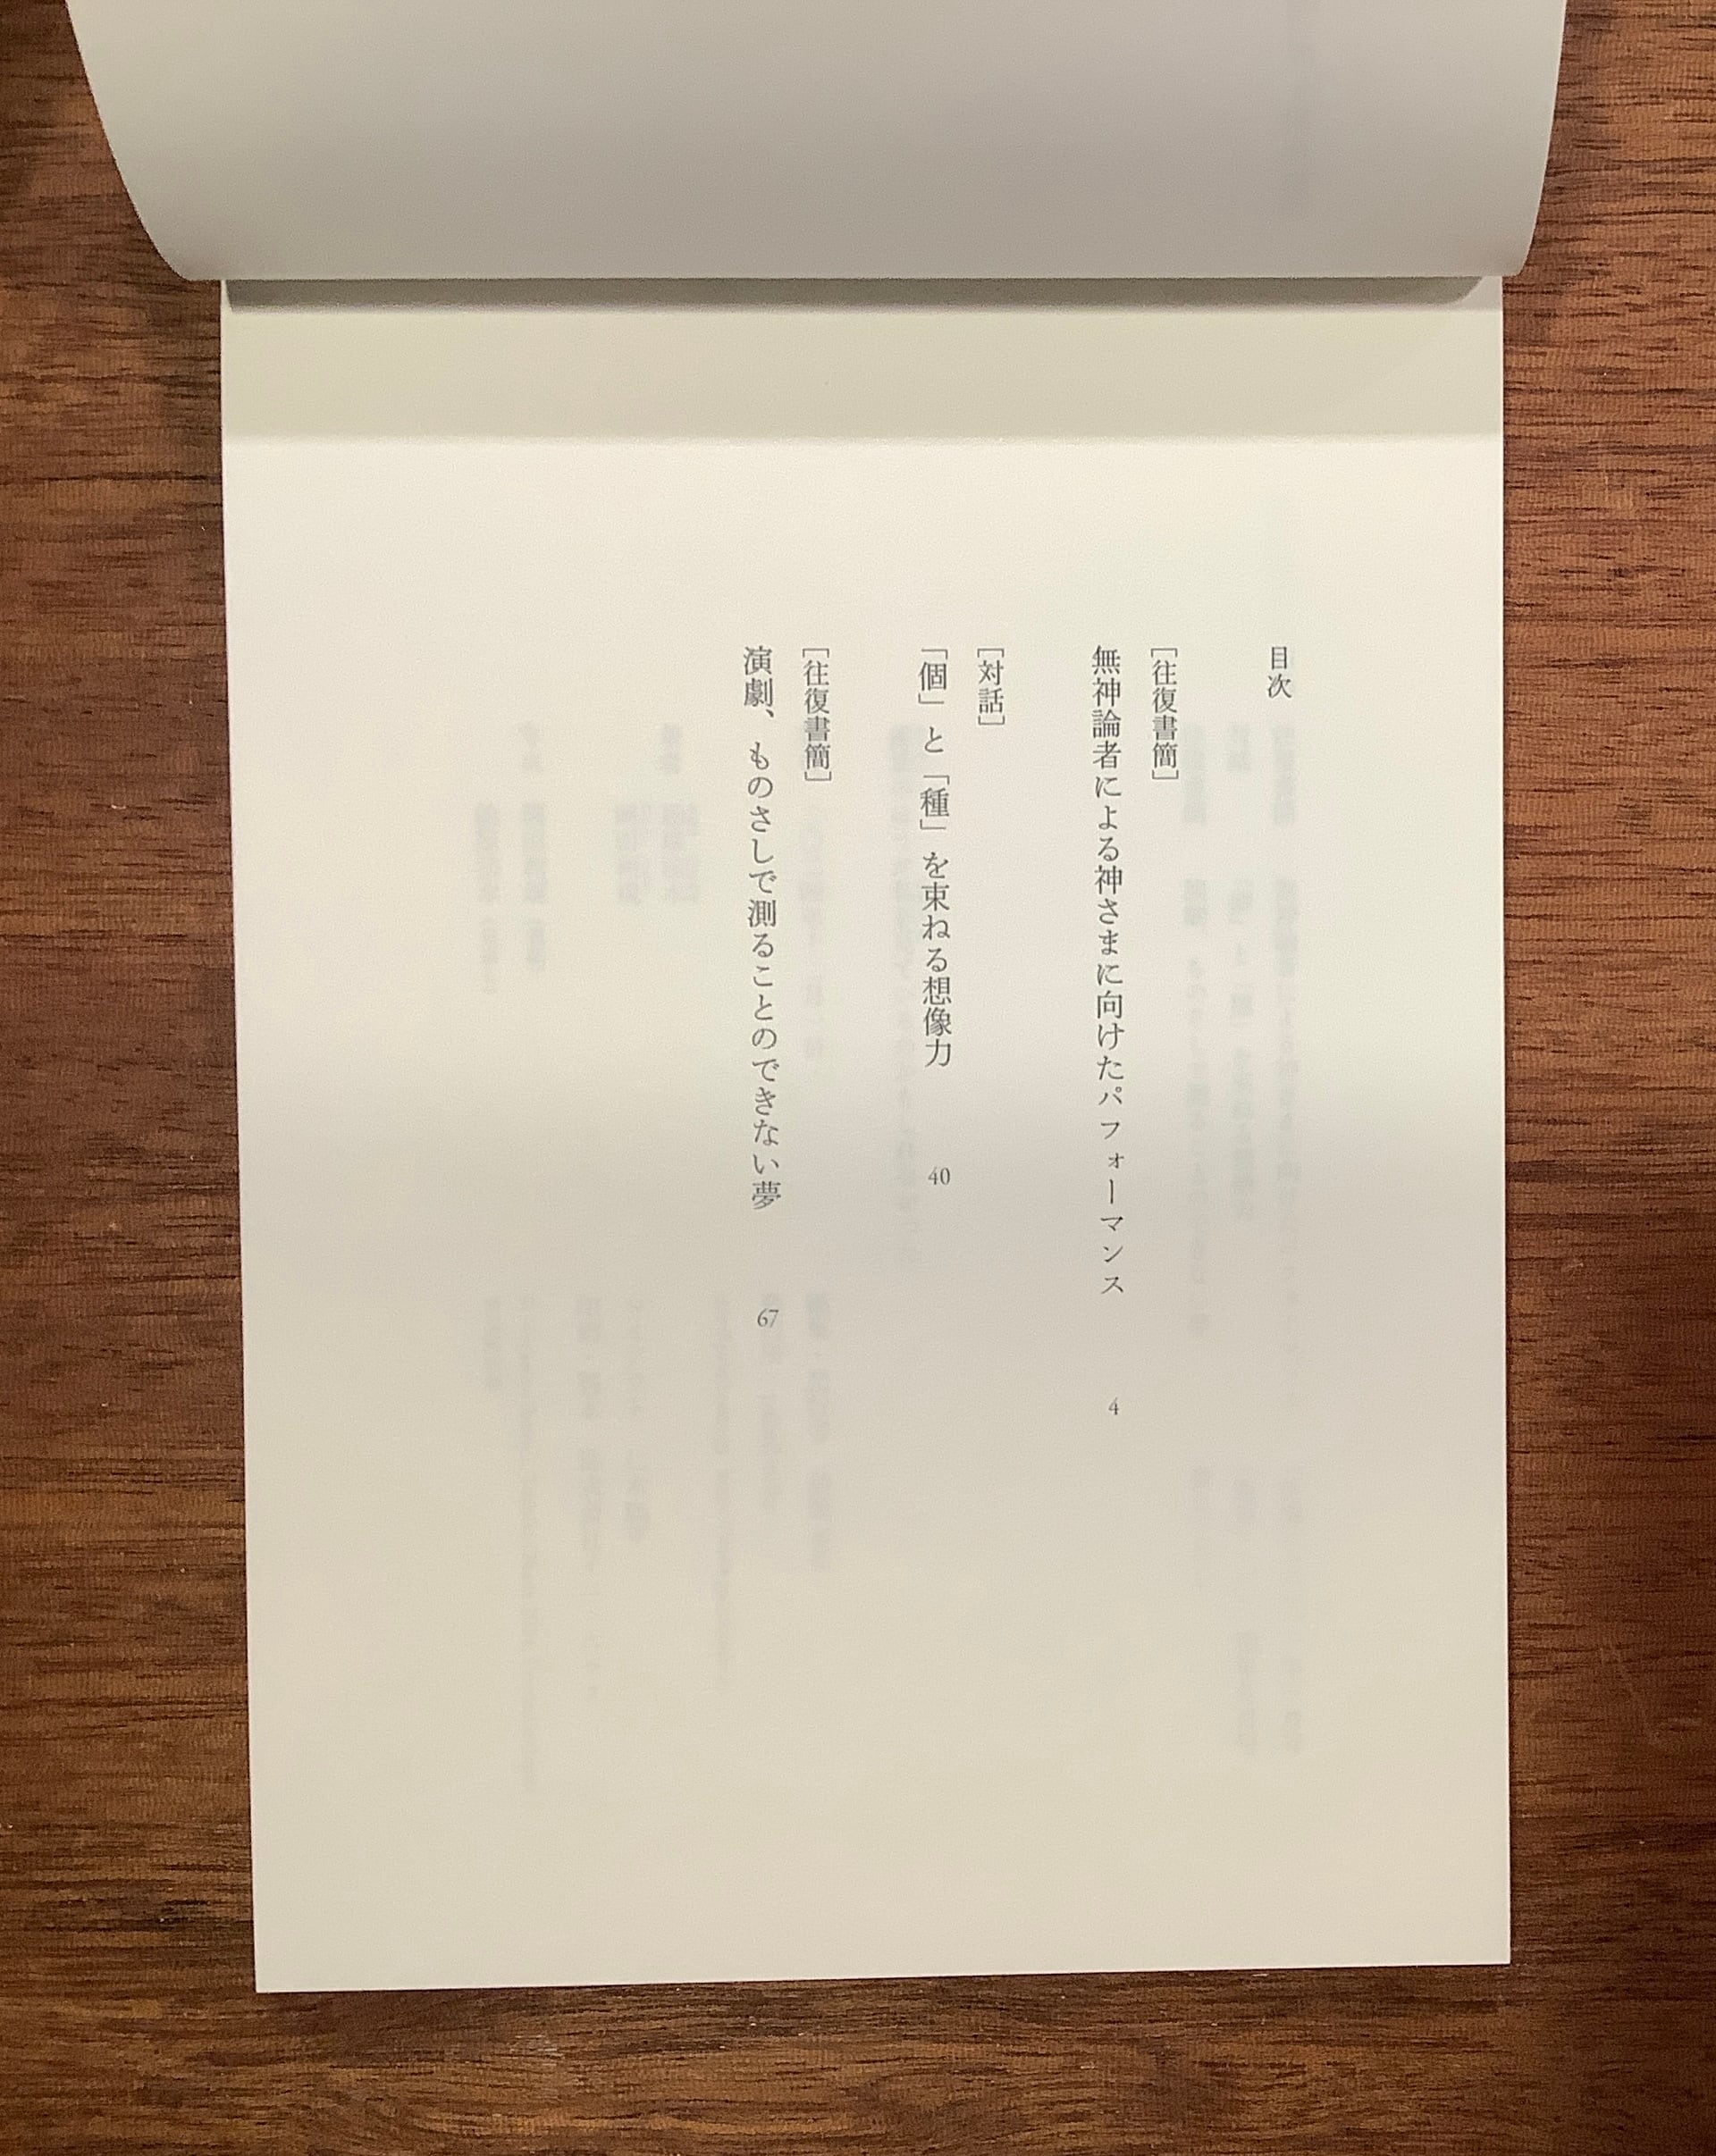 目次
［往復書簡］
無神論者による神さまに向けたパフォーマンス 4
［対話］
「個」と「種」を束ねる想像力 40
［往復書簡］
演劇、ものさしで測ることのできない夢 67